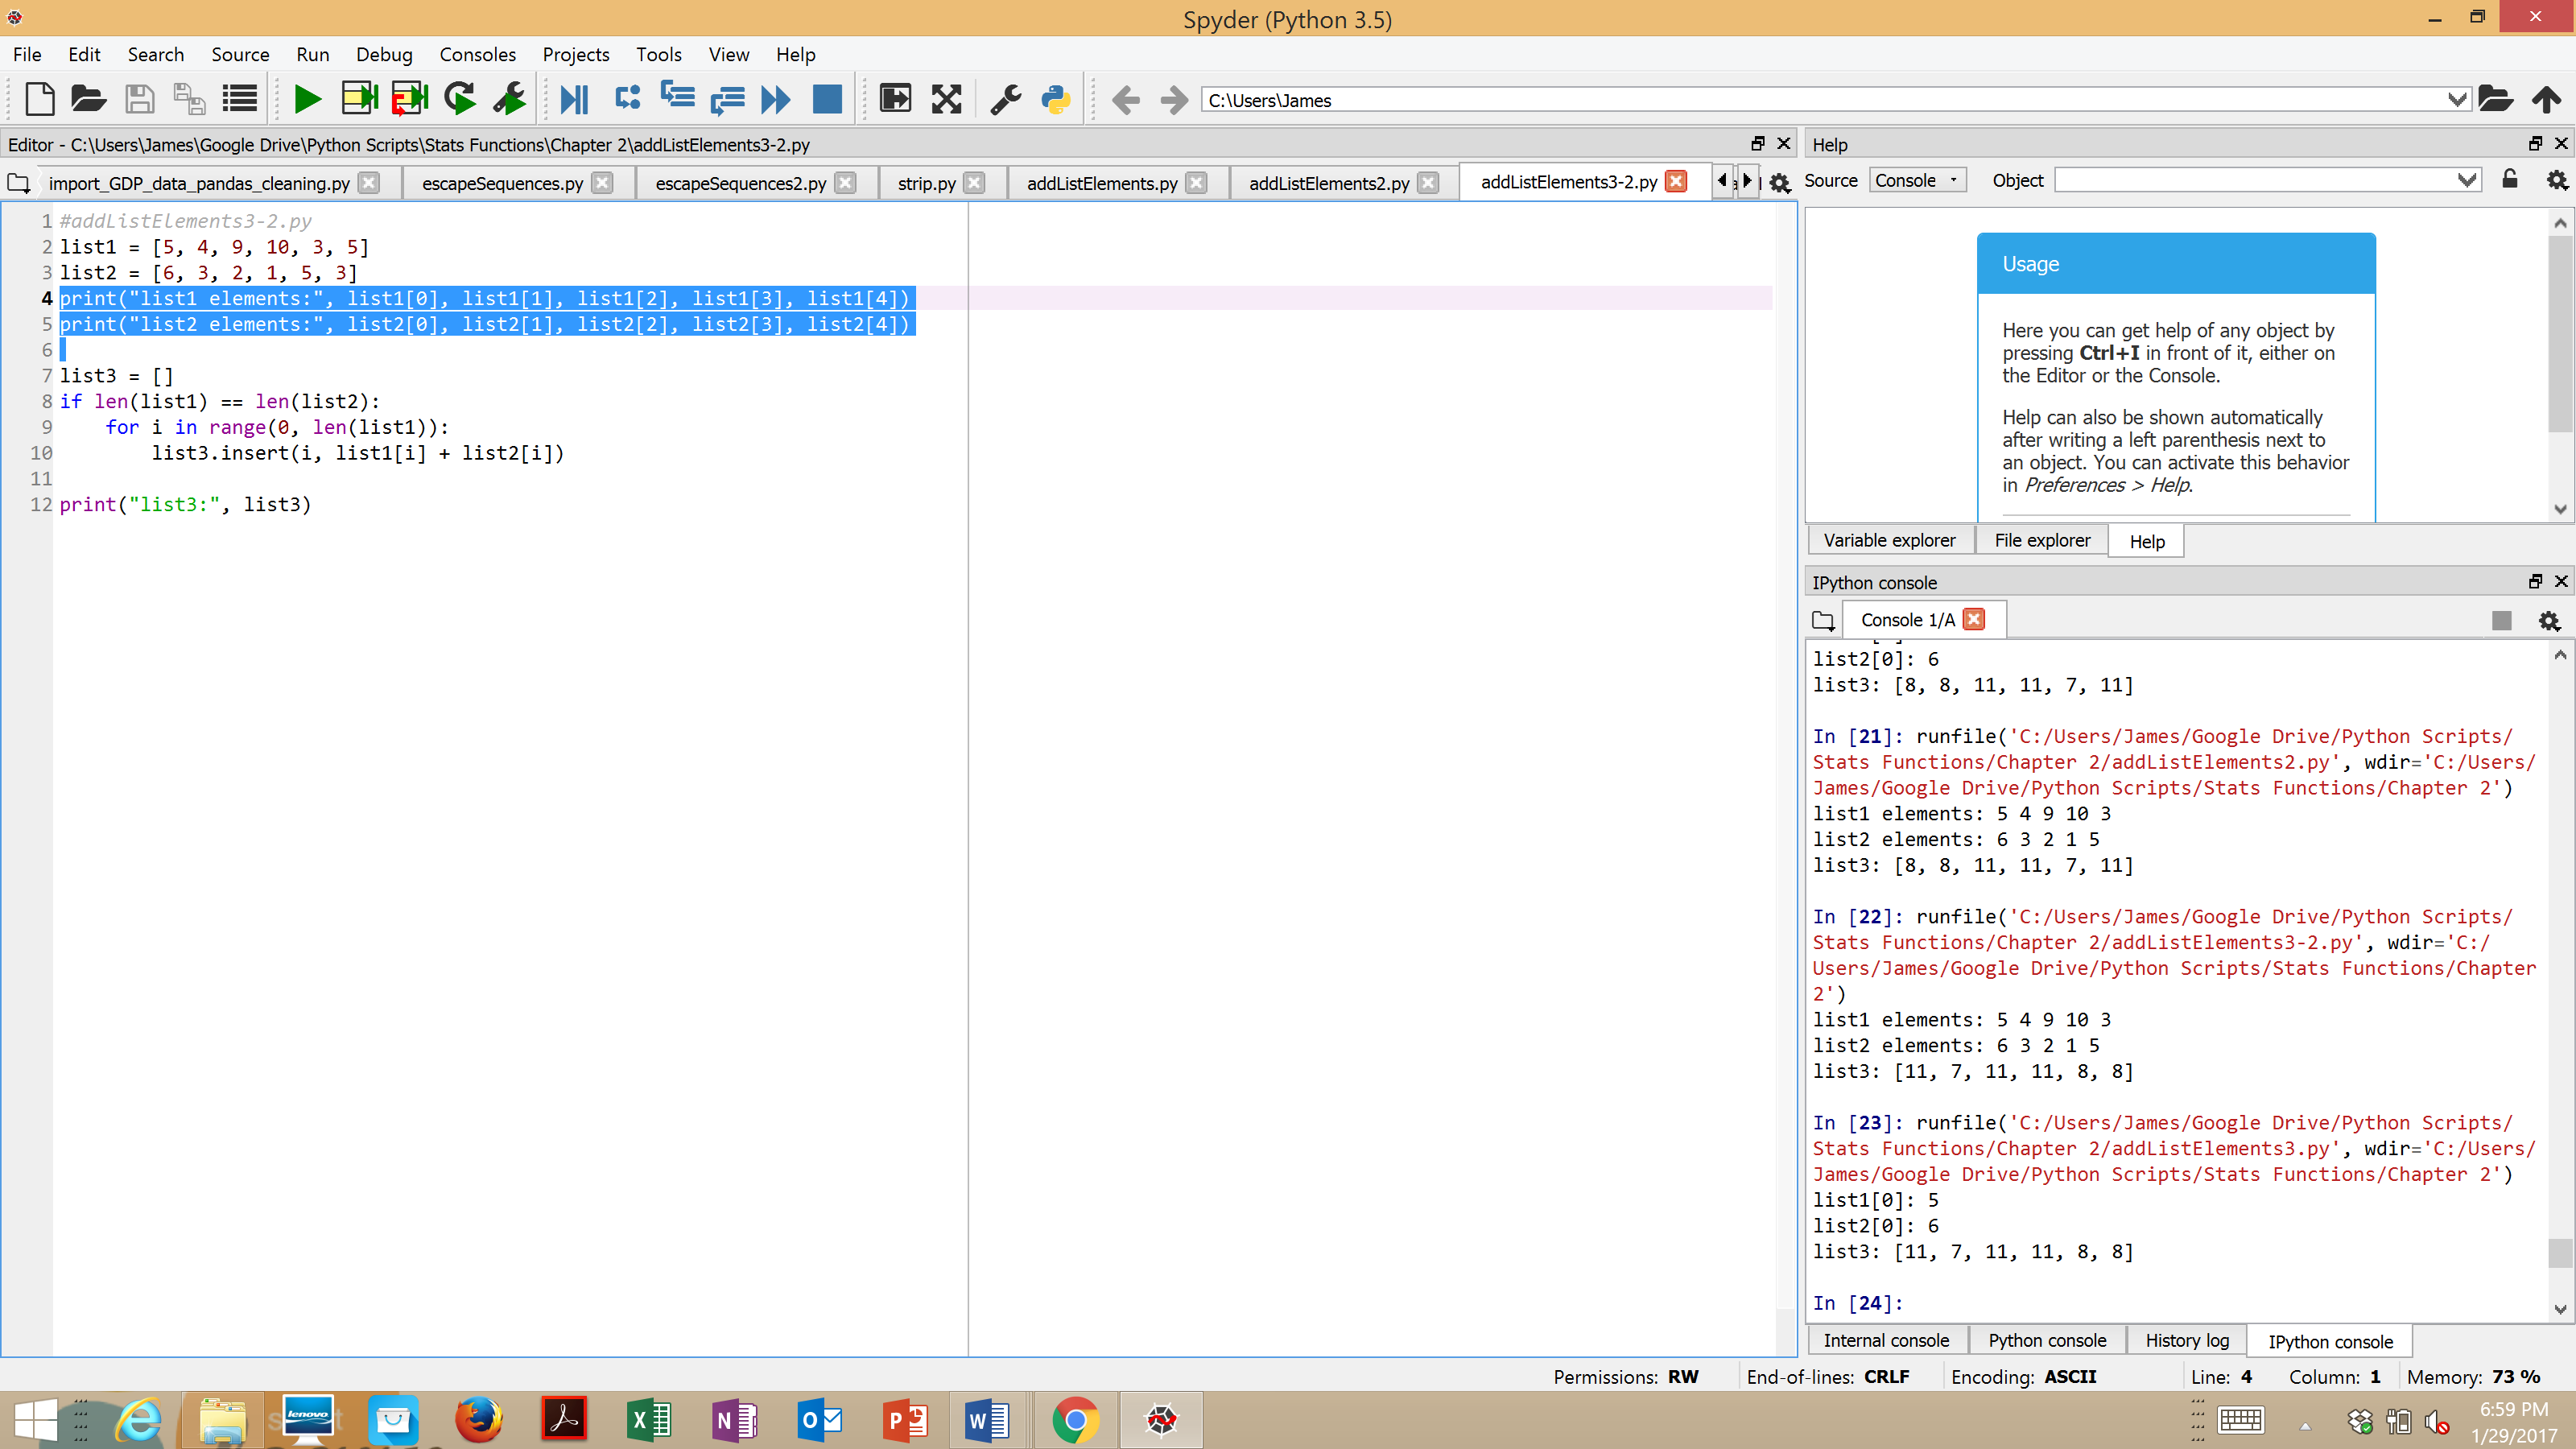 Spyder (Python 3.5)
File Edit Search Source Run Debug Consoles Projects Tools View Help
C:\Users\James
Editor - C:\Users\James\Google Drive\Python Scripts\Stats Functions\Chapter 2\addListElements3-2.py
import_GDP_data_pandas_cleaning.py escapeSequences.py escapeSequences2.py strip.py addListElements.py addListElements2.py addListElements3-2.py
1 #addListElements3-2.py
2 list1 = [5, 4, 9, 10, 3, 5]
3 list2 = [6, 3, 2, 1, 5, 3]
4 print("list1 elements:", list1[0], list1[1], list1[2], list1[3], list1[4])
5 print("list2 elements:", list2[0], list2[1], list2[2], list2[3], list2[4])
6
7 list3 = []
8 if len(list1) == len(list2):
9     for i in range(0, len(list1)):
10         list3.insert(i, list1[i] + list2[i])
11
12 print("list3:", list3)
Help
Source Console Object
Usage
Here you can get help of any object by
pressing Ctrl+I in front of it, either on
the Editor or the Console.
Help can also be shown automatically
after writing a left parenthesis next to
an object. You can activate this behavior
in Preferences > Help.
Variable explorer File explorer Help
IPython console
Console 1/A
list2[0]: 6
list3: [8, 8, 11, 11, 7, 11]
In [21]: runfile('C:/Users/James/Google Drive/Python Scripts/
Stats Functions/Chapter 2/addListElements2.py', wdir='C:/Users/
James/Google Drive/Python Scripts/Stats Functions/Chapter 2')
list1 elements: 5 4 9 10 3
list2 elements: 6 3 2 1 5
list3: [8, 8, 11, 11, 7, 11]
In [22]: runfile('C:/Users/James/Google Drive/Python Scripts/
Stats Functions/Chapter 2/addListElements3-2.py', wdir='C:/
Users/James/Google Drive/Python Scripts/Stats Functions/Chapter
2')
list1 elements: 5 4 9 10 3
list2 elements: 6 3 2 1 5
list3: [11, 7, 11, 11, 8, 8]
In [23]: runfile('C:/Users/James/Google Drive/Python Scripts/
Stats Functions/Chapter 2/addListElements3.py', wdir='C:/Users/
James/Google Drive/Python Scripts/Stats Functions/Chapter 2')
list1[0]: 5
list2[0]: 6
list3: [11, 7, 11, 11, 8, 8]
In [24]:
Internal console Python console History log IPython console
Permissions: RW End-of-lines: CRLF Encoding: ASCII Line: 4 Column: 1 Memory: 73 %
lenovo
6:59 PM
1/29/2017